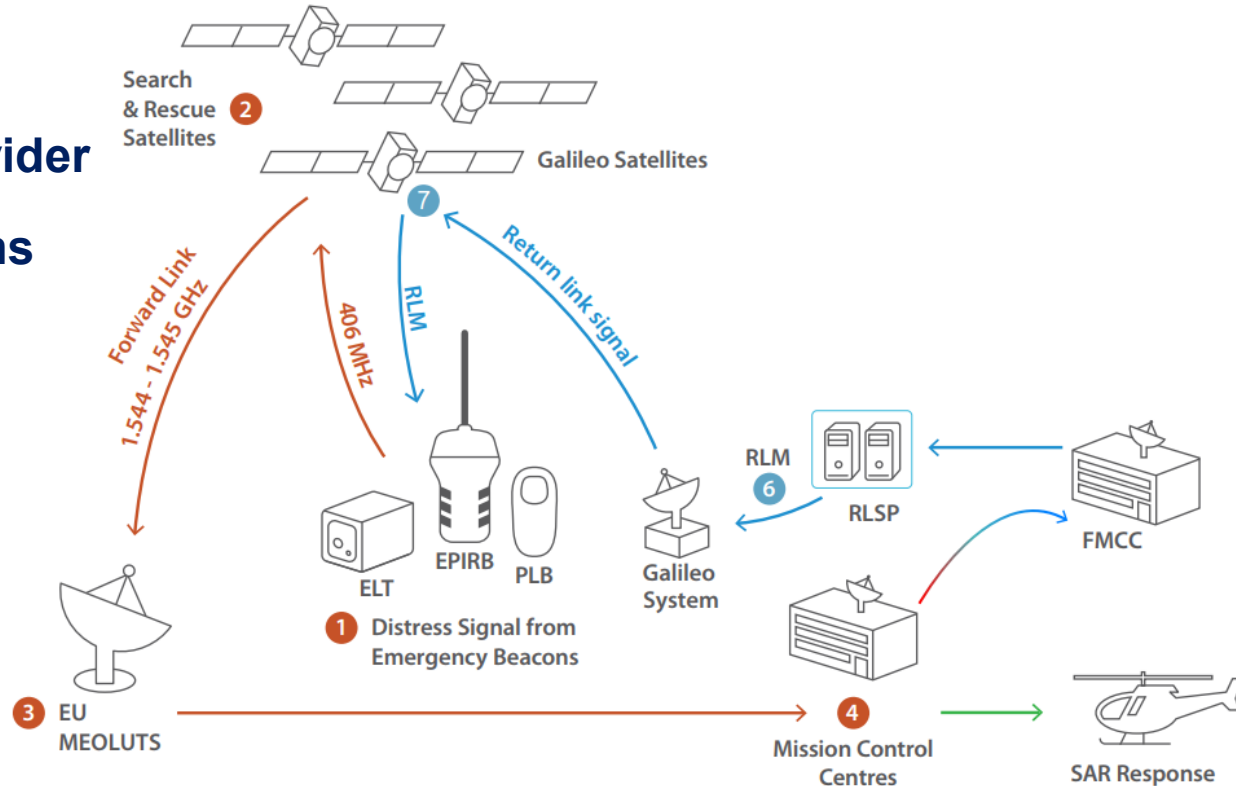 Search
& Rescue
Satellites
2
vider
ns
Galileo Satellites
7
Forward Link
1.544 - 1.545 GHz
406 MHz
RLM
Return link signal
RLM
6
RLSP
FMCC
ELT
EPIRB
PLB
Galileo
System
1
Distress Signal from
Emergency Beacons
3
EU
MEOLUTS
4
Mission Control
Centres
SAR Response